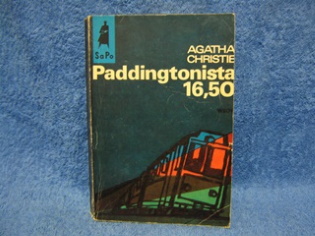 SaPo
AGATHA
CHRISTIE
Paddingtonista
16,50